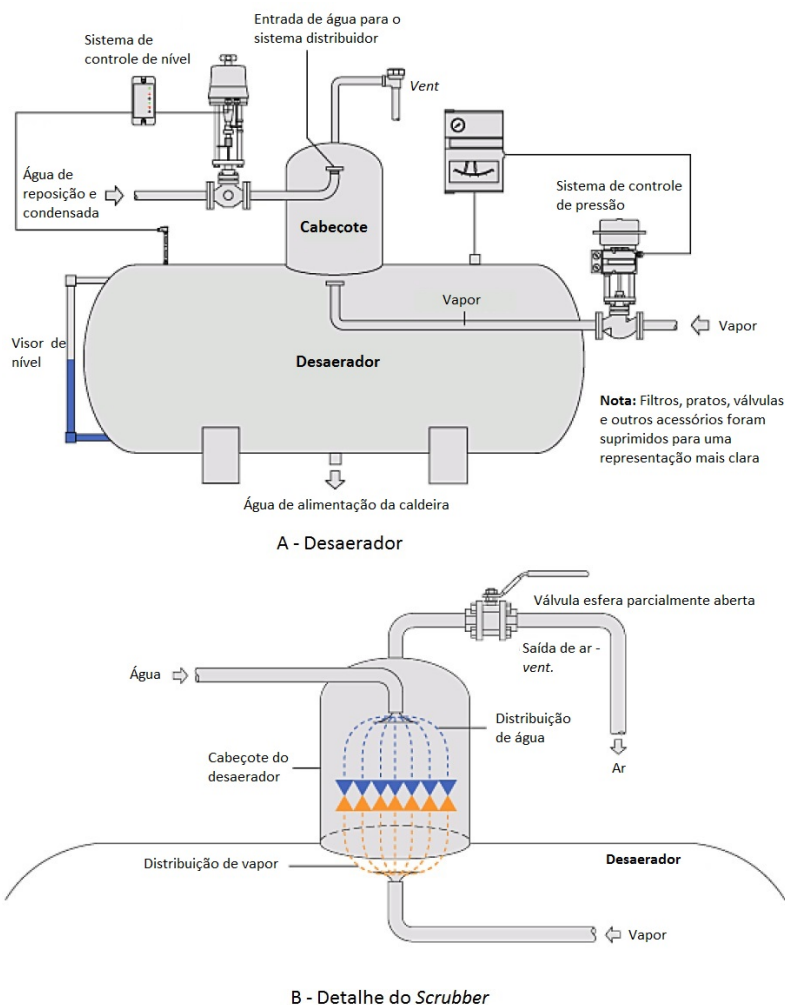 Entrada de água para o
sistema distribuidor
Sistema de
controle de nível
Vent
Água de
reposição e
condensada
Cabeçote
Sistema de controle
de pressão
Vapor
Vapor
Visor de
nível
Desaerador
Nota: Filtros, pratos, válvulas
e outros acessórios foram
suprimidos para uma
representação mais clara
Água de alimentação da caldeira
A - Desaerador
Válvula esfera parcialmente aberta
Saída de ar -
vent.
Água
Distribuição
de água
Cabeçote do
desaerador
Ar
Distribuição de vapor
Desaerador
Vapor
B - Detalhe do Scrubber